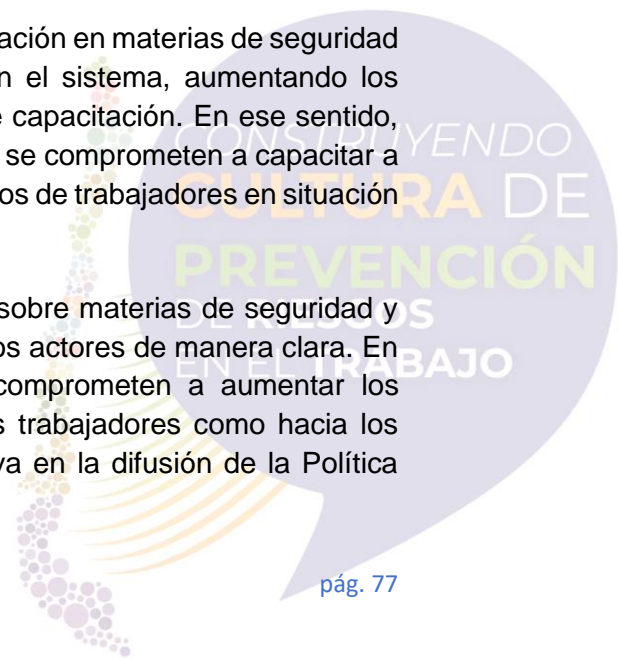 ación en materias de seguridad
n el sistema, aumentando los
e capacitación. En ese sentido,
se comprometen a capacitar a
os de trabajadores en situación
sobre materias de seguridad y
os actores de manera clara. En
comprometen a aumentar los
s trabajadores como hacia los
va en la difusión de la Política
CONSTRUYENDO
CULTURA DE
PREVENCIÓN
DE RIESGOS
EN EL TRABAJO
pág. 77